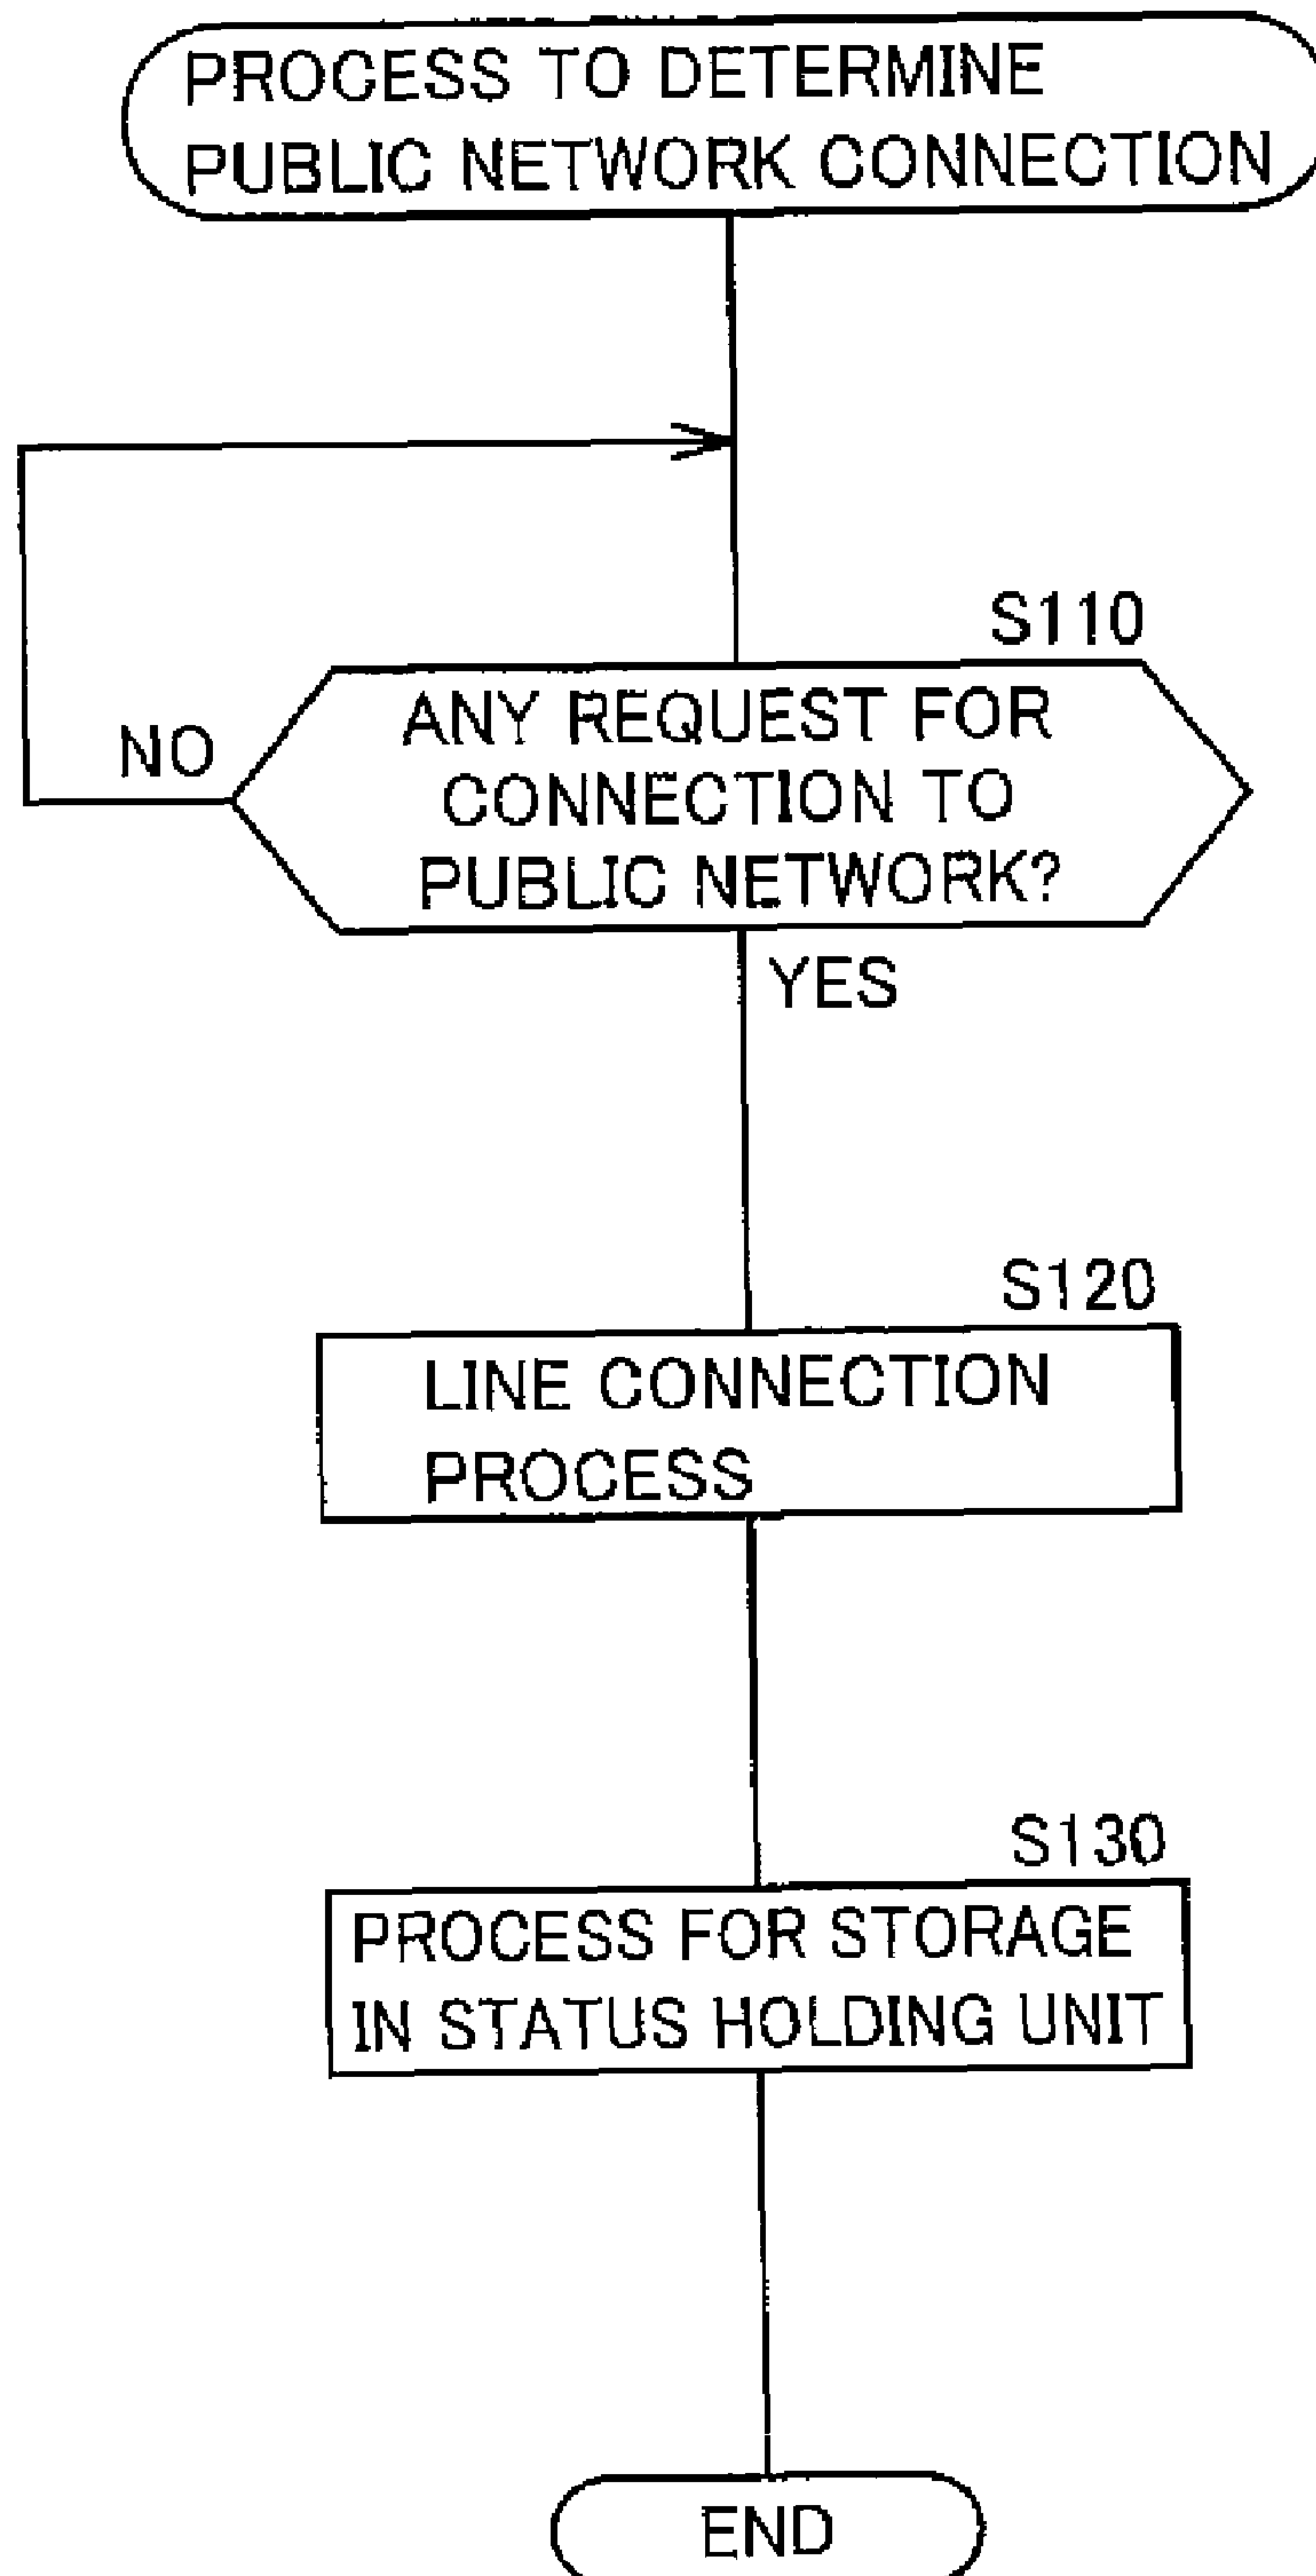 PROCESS TO DETERMINE
PUBLIC NETWORK CONNECTION
S110
ANY REQUEST FOR
CONNECTION TO
PUBLIC NETWORK?
NO
YES
S120
LINE CONNECTION
PROCESS
S130
PROCESS FOR STORAGE
IN STATUS HOLDING UNIT
END